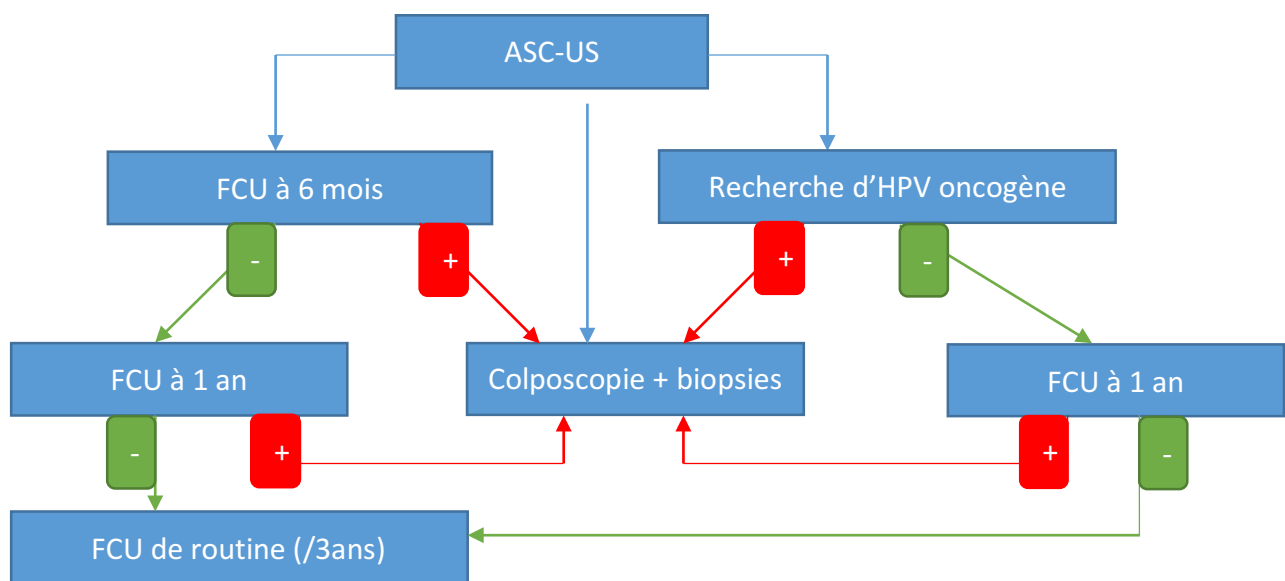 ASC-US
FCU à 6 mois
Recherche d’HPV oncogène
-
+
+
-
FCU à 1 an
Colposcopie + biopsies
FCU à 1 an
-
+
+
-
FCU de routine (/3ans)